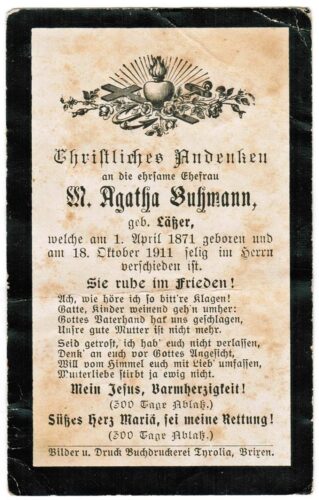 Christliches Andenken
an die ehrsame Ehefrau
M. Agatha Buhmann,
geb. Läßer,
welche am 1. April 1871 geboren und
am 18. Oktober 1911 selig im Herrn
verschieden ist.
Sie ruhe im Frieden!
Ach, wie höre ich so bitt're Klagen!
Gatte, Kinder weinend geh'n umher:
Gottes Vaterhand hat uns geschlagen,
Unsre gute Mutter ist nicht mehr.
Seid getrost, ich hab' euch nicht verlassen,
Denk' an euch vor Gottes Angesicht,
Will vom Himmel euch mit Lieb' umfassen,
Mutterliebe stirbt ja ewig nicht.
Mein Jesus, Barmherzigkeit!
(300 Tage Ablaß.)
Süßes Herz Mariä, sei meine Rettung!
(300 Tage Ablaß.)
Bilder u. Druck Buchdruckerei Tyrolia, Brixen.